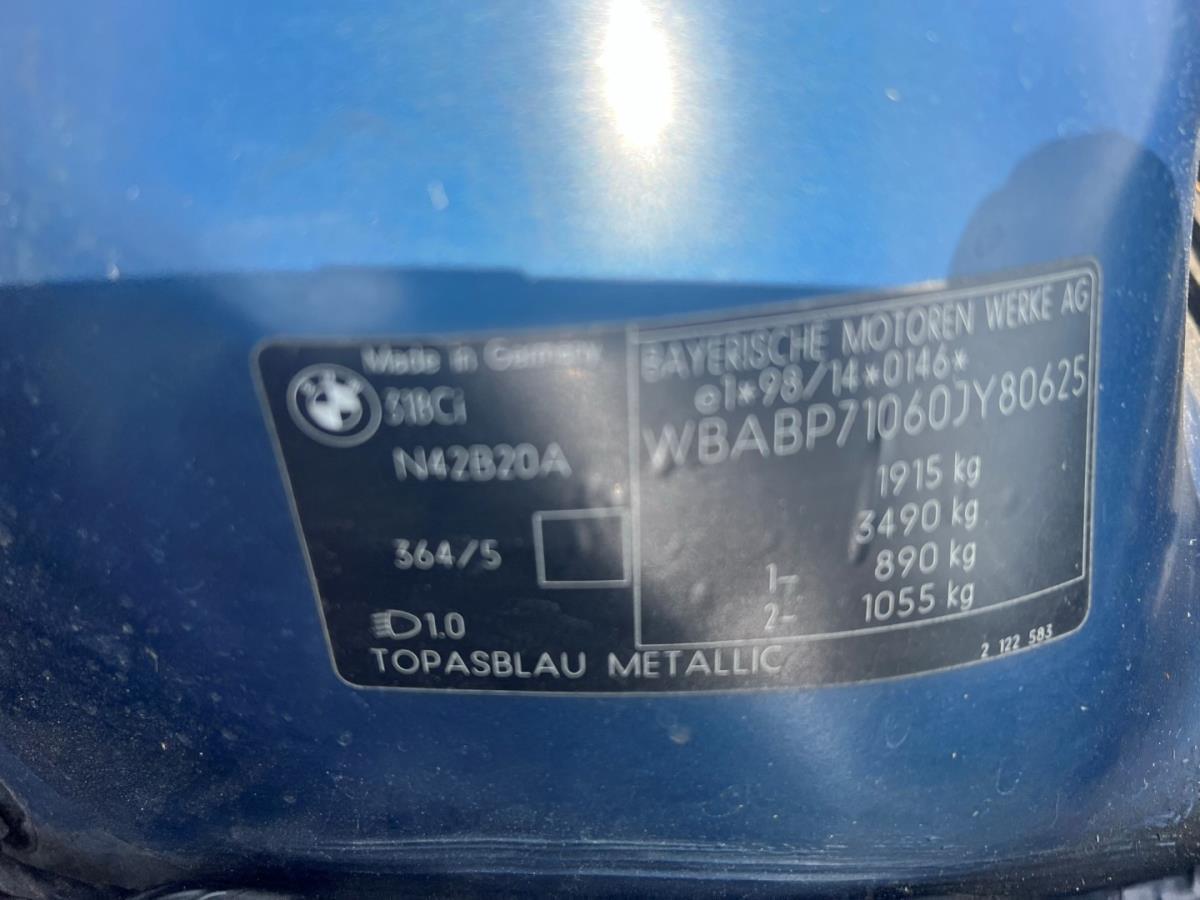 Made in Germany
318Ci
N42B20A
364/5
1.0
TOPASBLAU METALLIC
BAYERISCHE MOTOREN WERKE AG
e1*98/14*0146*
WBABP71060JY80625
1915 kg
3490 kg
1- 890 kg
2- 1055 kg
2 122 583